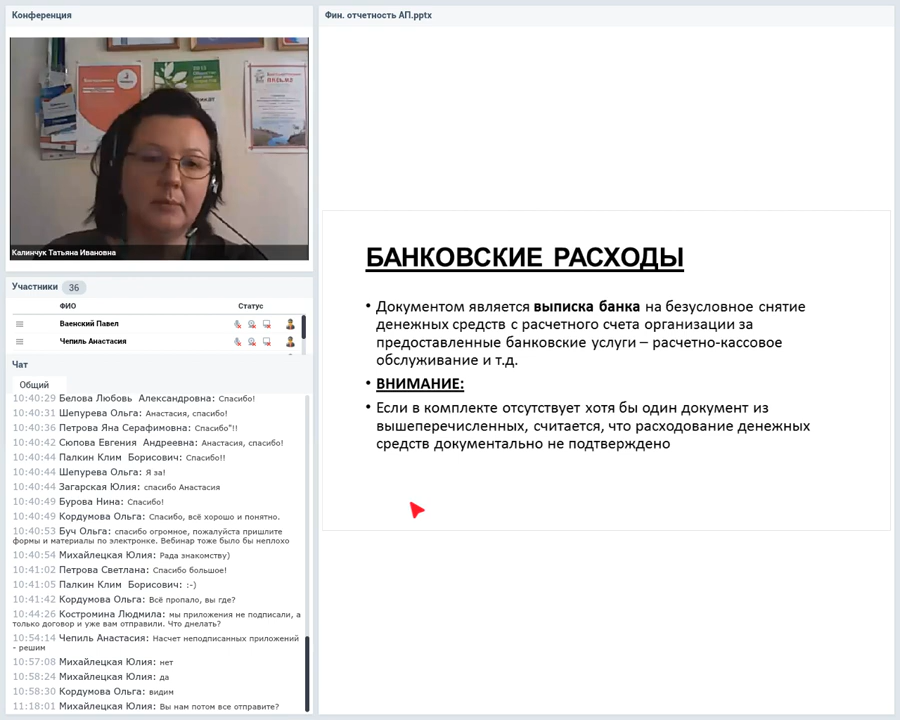 Конференция
Калинчук Татьяна Ивановна
Участники 36
ФИО Статус
Ваенский Павел
Чепиль Анастасия
Чат
Общий
10:40:29 Белова Любовь Александровна: Спасибо!
10:40:31 Шепурева Ольга: Анастасия, спасибо!
10:40:36 Петрова Яна Серафимовна: Спасибо"!!
10:40:42 Сюпова Евгения Андреевна: Анастасия, спасибо!
10:40:44 Палкин Клим Борисович: Спасибо!!
10:40:44 Шепурева Ольга: Я за!
10:40:44 Загарская Юлия: спасибо Анастасия
10:40:49 Бурова Нина: Спасибо!
10:40:49 Кордумова Ольга: Спасибо, всё хорошо и понятно.
10:40:53 Буч Ольга: спасибо огромное, пожалуйста пришлите
формы и материалы по электронке. Вебинар тоже было бы неплохо
10:40:54 Михайлецкая Юлия: Рада знакомству)
10:41:02 Петрова Светлана: Спасибо большое!
10:41:05 Палкин Клим Борисович: :-)
10:41:42 Кордумова Ольга: Всё пропало, вы где?
10:44:26 Костромина Людмила: мы приложения не подписали, а
только договор и уже вам отправили. Что днелать?
10:54:14 Чепиль Анастасия: Насчет неподписанных приложений
- решим
10:57:08 Михайлецкая Юлия: нет
10:58:24 Михайлецкая Юлия: да
10:58:30 Кордумова Ольга: видим
11:18:01 Михайлецкая Юлия: Вы нам потом все отправите?
Фин. отчетность АП.pptx
БАНКОВСКИЕ РАСХОДЫ
• Документом является выписка банка на безусловное снятие
денежных средств с расчетного счета организации за
предоставленные банковские услуги – расчетно-кассовое
обслуживание и т.д.
• ВНИМАНИЕ:
• Если в комплекте отсутствует хотя бы один документ из
вышеперечисленных, считается, что расходование денежных
средств документально не подтверждено